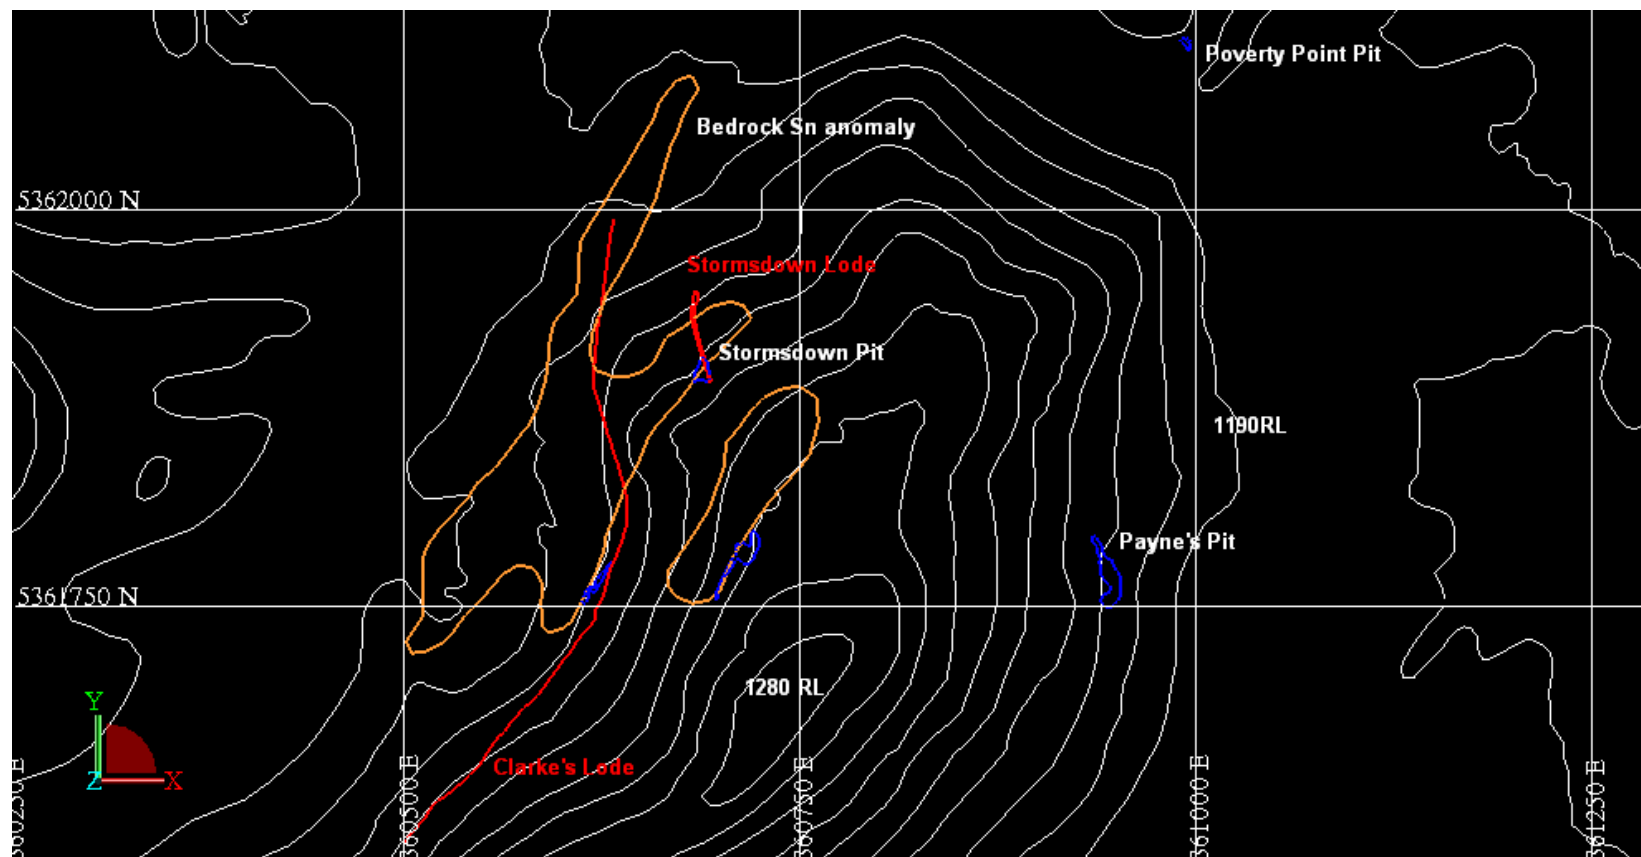 Poverty Point Pit
Bedrock Sn anomaly
5362000 N
Stormsdown Lode
Stormsdown Pit
1190RL
Payne's Pit
5361750 N
1280 RL
Y
Z X
Clarke's Lode
360250 E
360500 E
360750 E
361000 E
361250 E